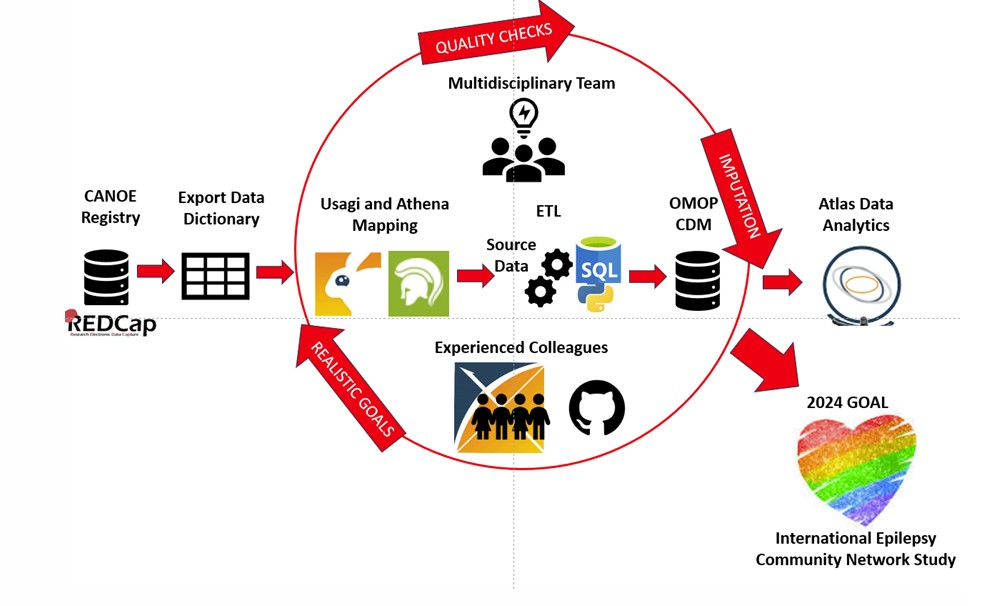 QUALITY CHECKS
Multidisciplinary Team
IMPUTATION
CANOE
Registry
Export Data
Dictionary
Usagi and Athena
Mapping
ETL
Source
Data
SQL
OMOP
CDM
Atlas Data
Analytics
REDCap
Research Electronic Data Capture
REALISTIC GOALS
Experienced Colleagues
2024 GOAL
International Epilepsy
Community Network Study